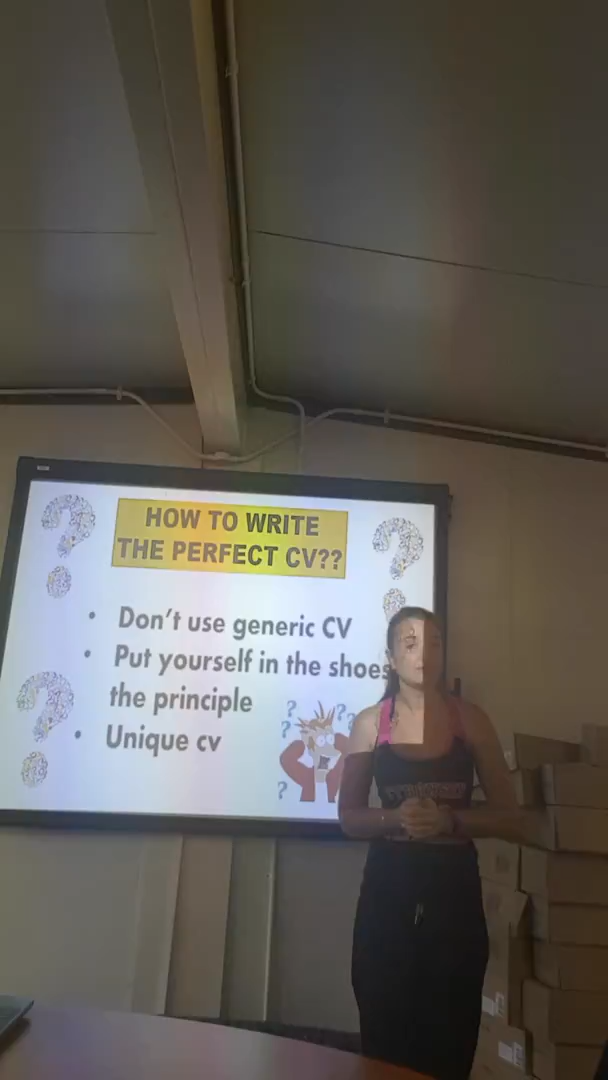 HOW TO WRITE
THE PERFECT CV??
• Don't use generic CV
• Put yourself in the shoes
the principle
• Unique cv